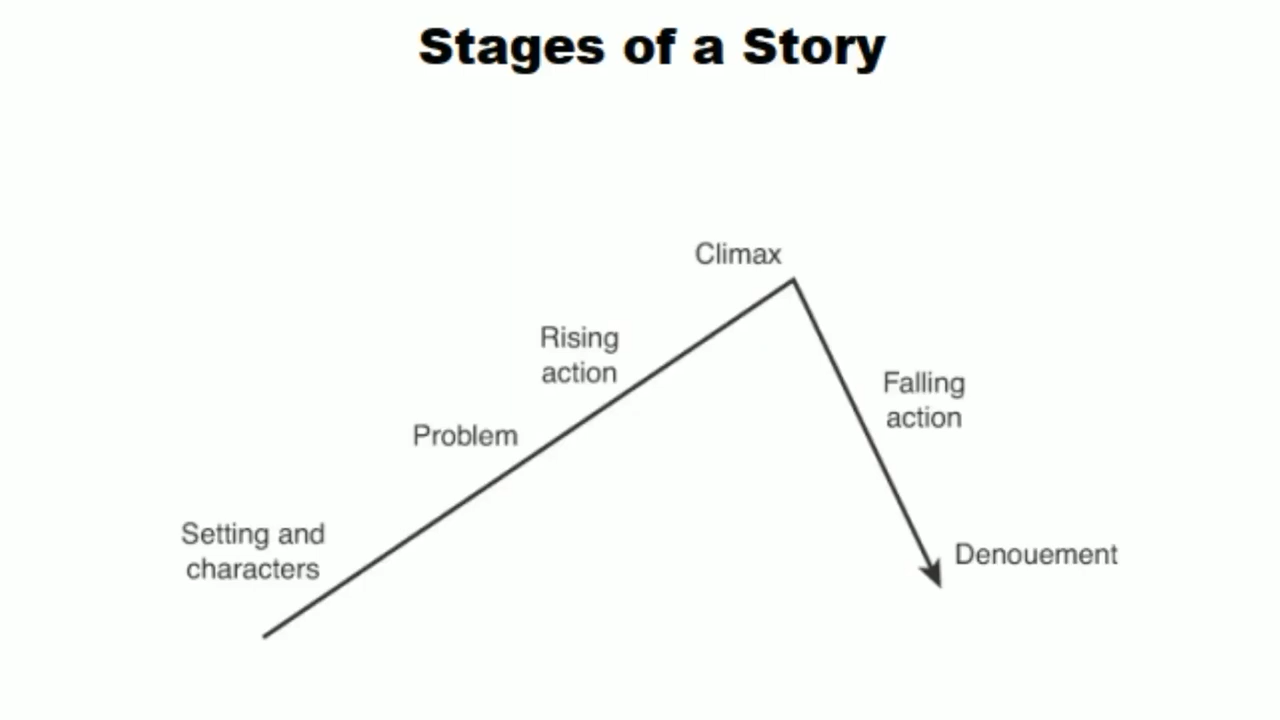 Stages of a Story
Climax
Rising
action
Falling
action
Problem
Setting and
characters
Denouement